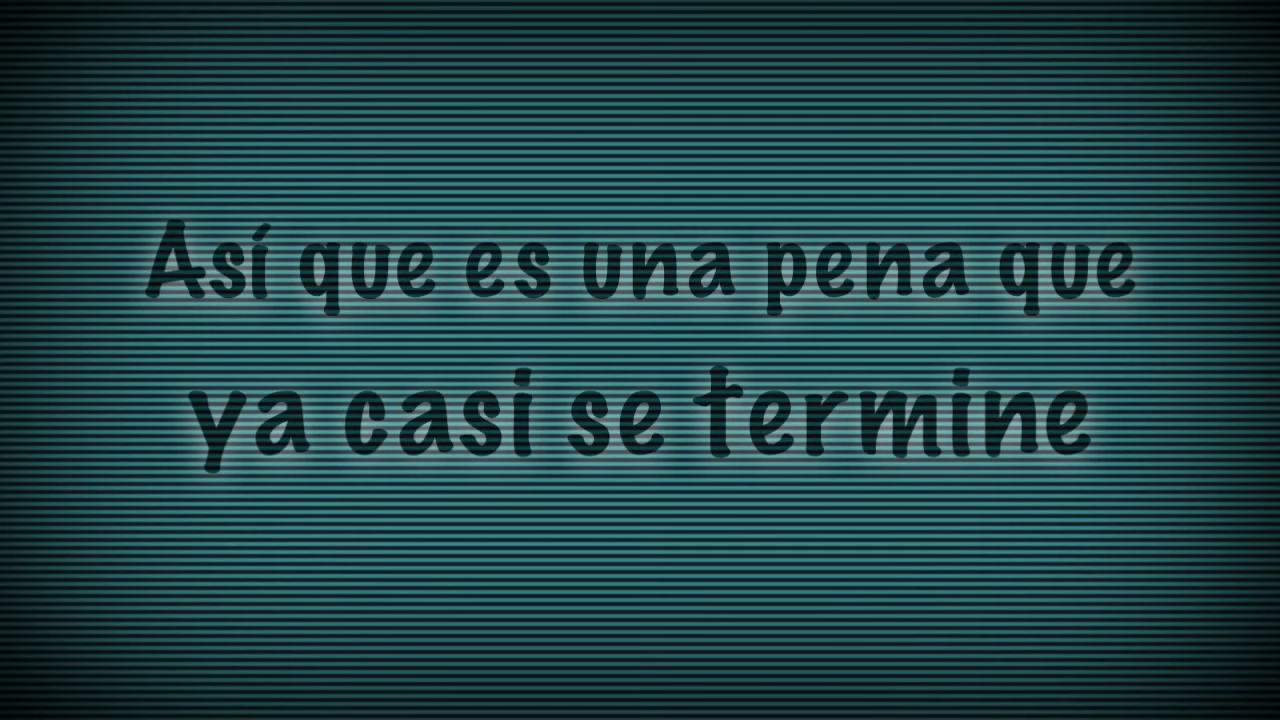 Así que es una pena que
ya casi se termine